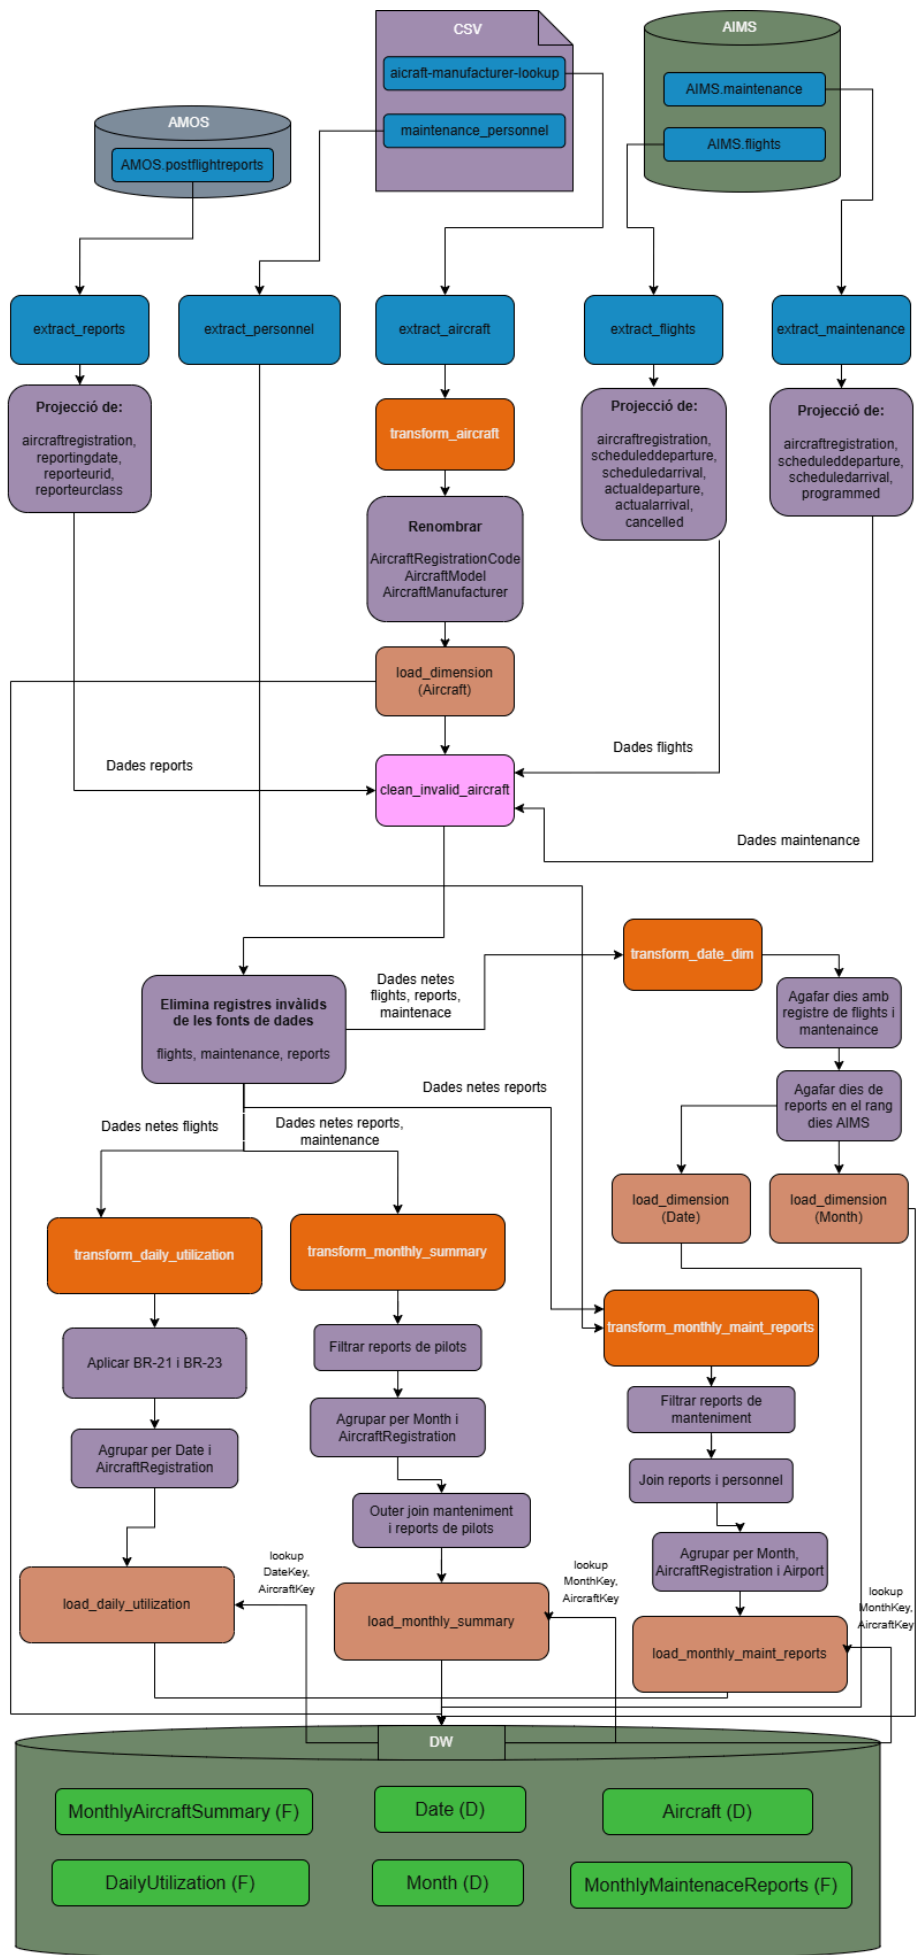 CSV
aicraft-manufacturer-lookup
maintenance_personnel
AIMS
AIMS.maintenance
AIMS.flights
AMOS
AMOS.postflightreports
extract_reports
extract_personnel
extract_aircraft
extract_flights
extract_maintenance
Projecció de:
aircraftregistration,
reportingdate,
reporteurid,
reporteurclass
transform_aircraft
Projecció de:
aircraftregistration,
scheduleddeparture,
scheduledarrival,
actualdeparture,
actualarrival,
cancelled
Projecció de:
aircraftregistration,
scheduleddeparture,
scheduledarrival,
programmed
Renombrar
AircraftRegistrationCode
AircraftModel
AircraftManufacturer
load_dimension
(Aircraft)
Dades reports
Dades flights
clean_invalid_aircraft
Dades maintenance
Elimina registres invàlids
de les fonts de dades
flights, maintenance, reports
Dades netes
flights, reports,
maintenace
transform_date_dim
Agafar dies amb
registre de flights i
mantenaince
Agafar dies de
reports en el rang
dies AIMS
Dades netes reports
Dades netes flights
Dades netes reports,
maintenance
load_dimension
(Date)
load_dimension
(Month)
transform_daily_utilization
transform_monthly_summary
transform_monthly_maint_reports
Aplicar BR-21 i BR-23
Filtrar reports de pilots
Filtrar reports de
manteniment
Agrupar per Date i
AircraftRegistration
Agrupar per Month i
AircraftRegistration
Join reports i personnel
Outer join manteniment
i reports de pilots
Agrupar per Month,
AircraftRegistration i Airport
load_daily_utilization
lookup
DateKey,
AircraftKey
load_monthly_summary
lookup
MonthKey,
AircraftKey
load_monthly_maint_reports
lookup
MonthKey,
AircraftKey
DW
MonthlyAircraftSummary (F)
Date (D)
Aircraft (D)
DailyUtilization (F)
Month (D)
MonthlyMaintenaceReports (F)